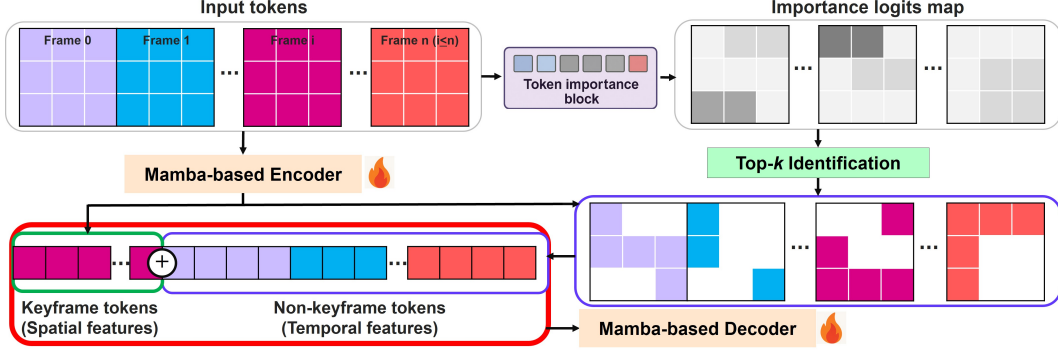 Input tokens
Importance logits map
Frame 0
Frame 1
Frame i
Frame n (i≤n)
...
...
Token importance
block
...
...
Mamba-based Encoder
Top-k Identification
...
...
+
...
...
Keyframe tokens
(Spatial features)
Non-keyframe tokens
(Temporal features)
Mamba-based Decoder